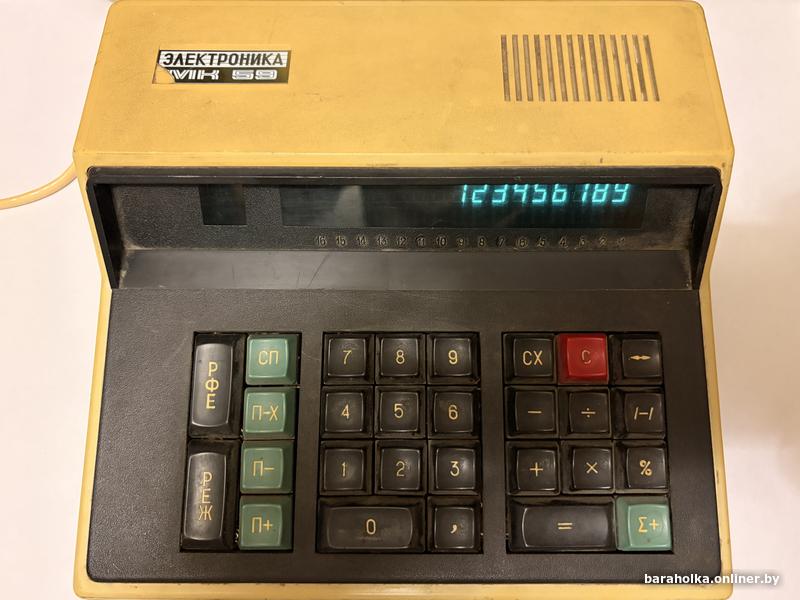 ЭЛЕКТРОНИКА
МК 59
123456789
16 15 14 13 12 11 10 9 8 7 6 5 4 3 2 1
РФЕ СП 7 8 9 СХ С ◂▸
П-Х 4 5 6 − ÷ /-/
РЕЖ П- 1 2 3 + × %
П+ 0 , = Σ+
baraholka.onliner.by